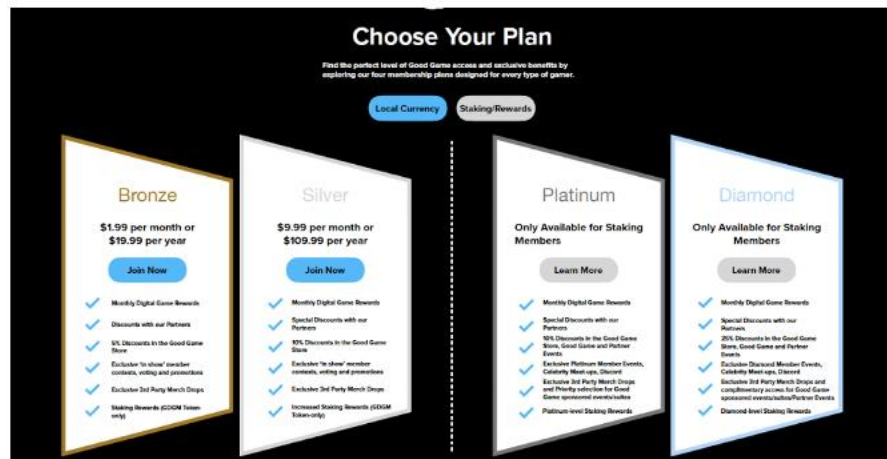 Choose Your Plan
Find the perfect level of Good Game access and exclusive benefits by
exploring our four membership plans designed for every type of gamer.
Local Currency
Staking/Rewards
Bronze
$1.99 per month or
$19.99 per year
Join Now
Monthly Digital Game Rewards
Discounts with our Partners
5% Discounts in the Good Game
Store
Exclusive 'in show' member
contests, voting and promotions
Exclusive 3rd Party Merch Drops
Staking Rewards (GDGM Token-
only)
Silver
$9.99 per month or
$109.99 per year
Join Now
Monthly Digital Game Rewards
Special Discounts with our
Partners
10% Discounts in the Good Game
Store
Exclusive 'in show' member
contests, voting and promotions
Exclusive 3rd Party Merch Drops
Increased Staking Rewards (GDGM
Token-only)
Platinum
Only Available for Staking
Members
Learn More
Monthly Digital Game Rewards
Special Discounts with our
Partners
Discounts in the Good Game
Store, Good Game and Partner
Events
Exclusive Platinum Member Events,
Celebrity Meet-ups, Discord
Exclusive 3rd Party Merch Drops
and Priority selection for Good
Game sponsored events/suites
Platinum-level Staking Rewards
Diamond
Only Available for Staking
Members
Learn More
Monthly Digital Game Rewards
Special Discounts with our
Partners
25% Discounts in the Good Game
Store, Good Game and Partner
Events
Exclusive Diamond Member Events,
Celebrity Meet-ups, Discord
Exclusive 3rd Party Merch Drops and
complimentary access for Good Game
sponsored events/suites/Partner Events
Diamond-level Staking Rewards